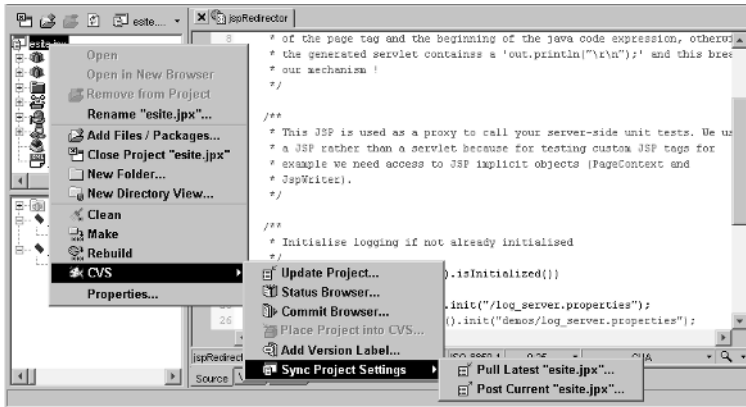 este...
jspRedirector
8 * of the page tag and the beginning of the java code expression, otherwi
* the generated servlet containss a 'out.println("\r\n");' and this brea
* our mechanism !
*/
/**
* This JSP is used as a proxy to call your server-side unit tests. We us
* a JSP rather than a servlet because for testing custom JSP tags for
* example we need access to JSP implicit objects (PageContext and
* JspWriter).
*/
/**
* Initialise logging if not already initialised
*/
).isInitialized())
.init("/log_server.properties");
26 ().init("demos/log_server.properties");
Open
Open in New Browser
Remove from Project
Rename "esite.jpx"...
Add Files / Packages...
Close Project "esite.jpx"
New Folder...
New Directory View...
Clean
Make
Rebuild
CVS
Properties...
Update Project...
Status Browser...
Commit Browser...
Place Project into CVS...
Add Version Label...
Sync Project Settings
Pull Latest "esite.jpx"...
Post Current "esite.jpx"...
jspRedirect
Source